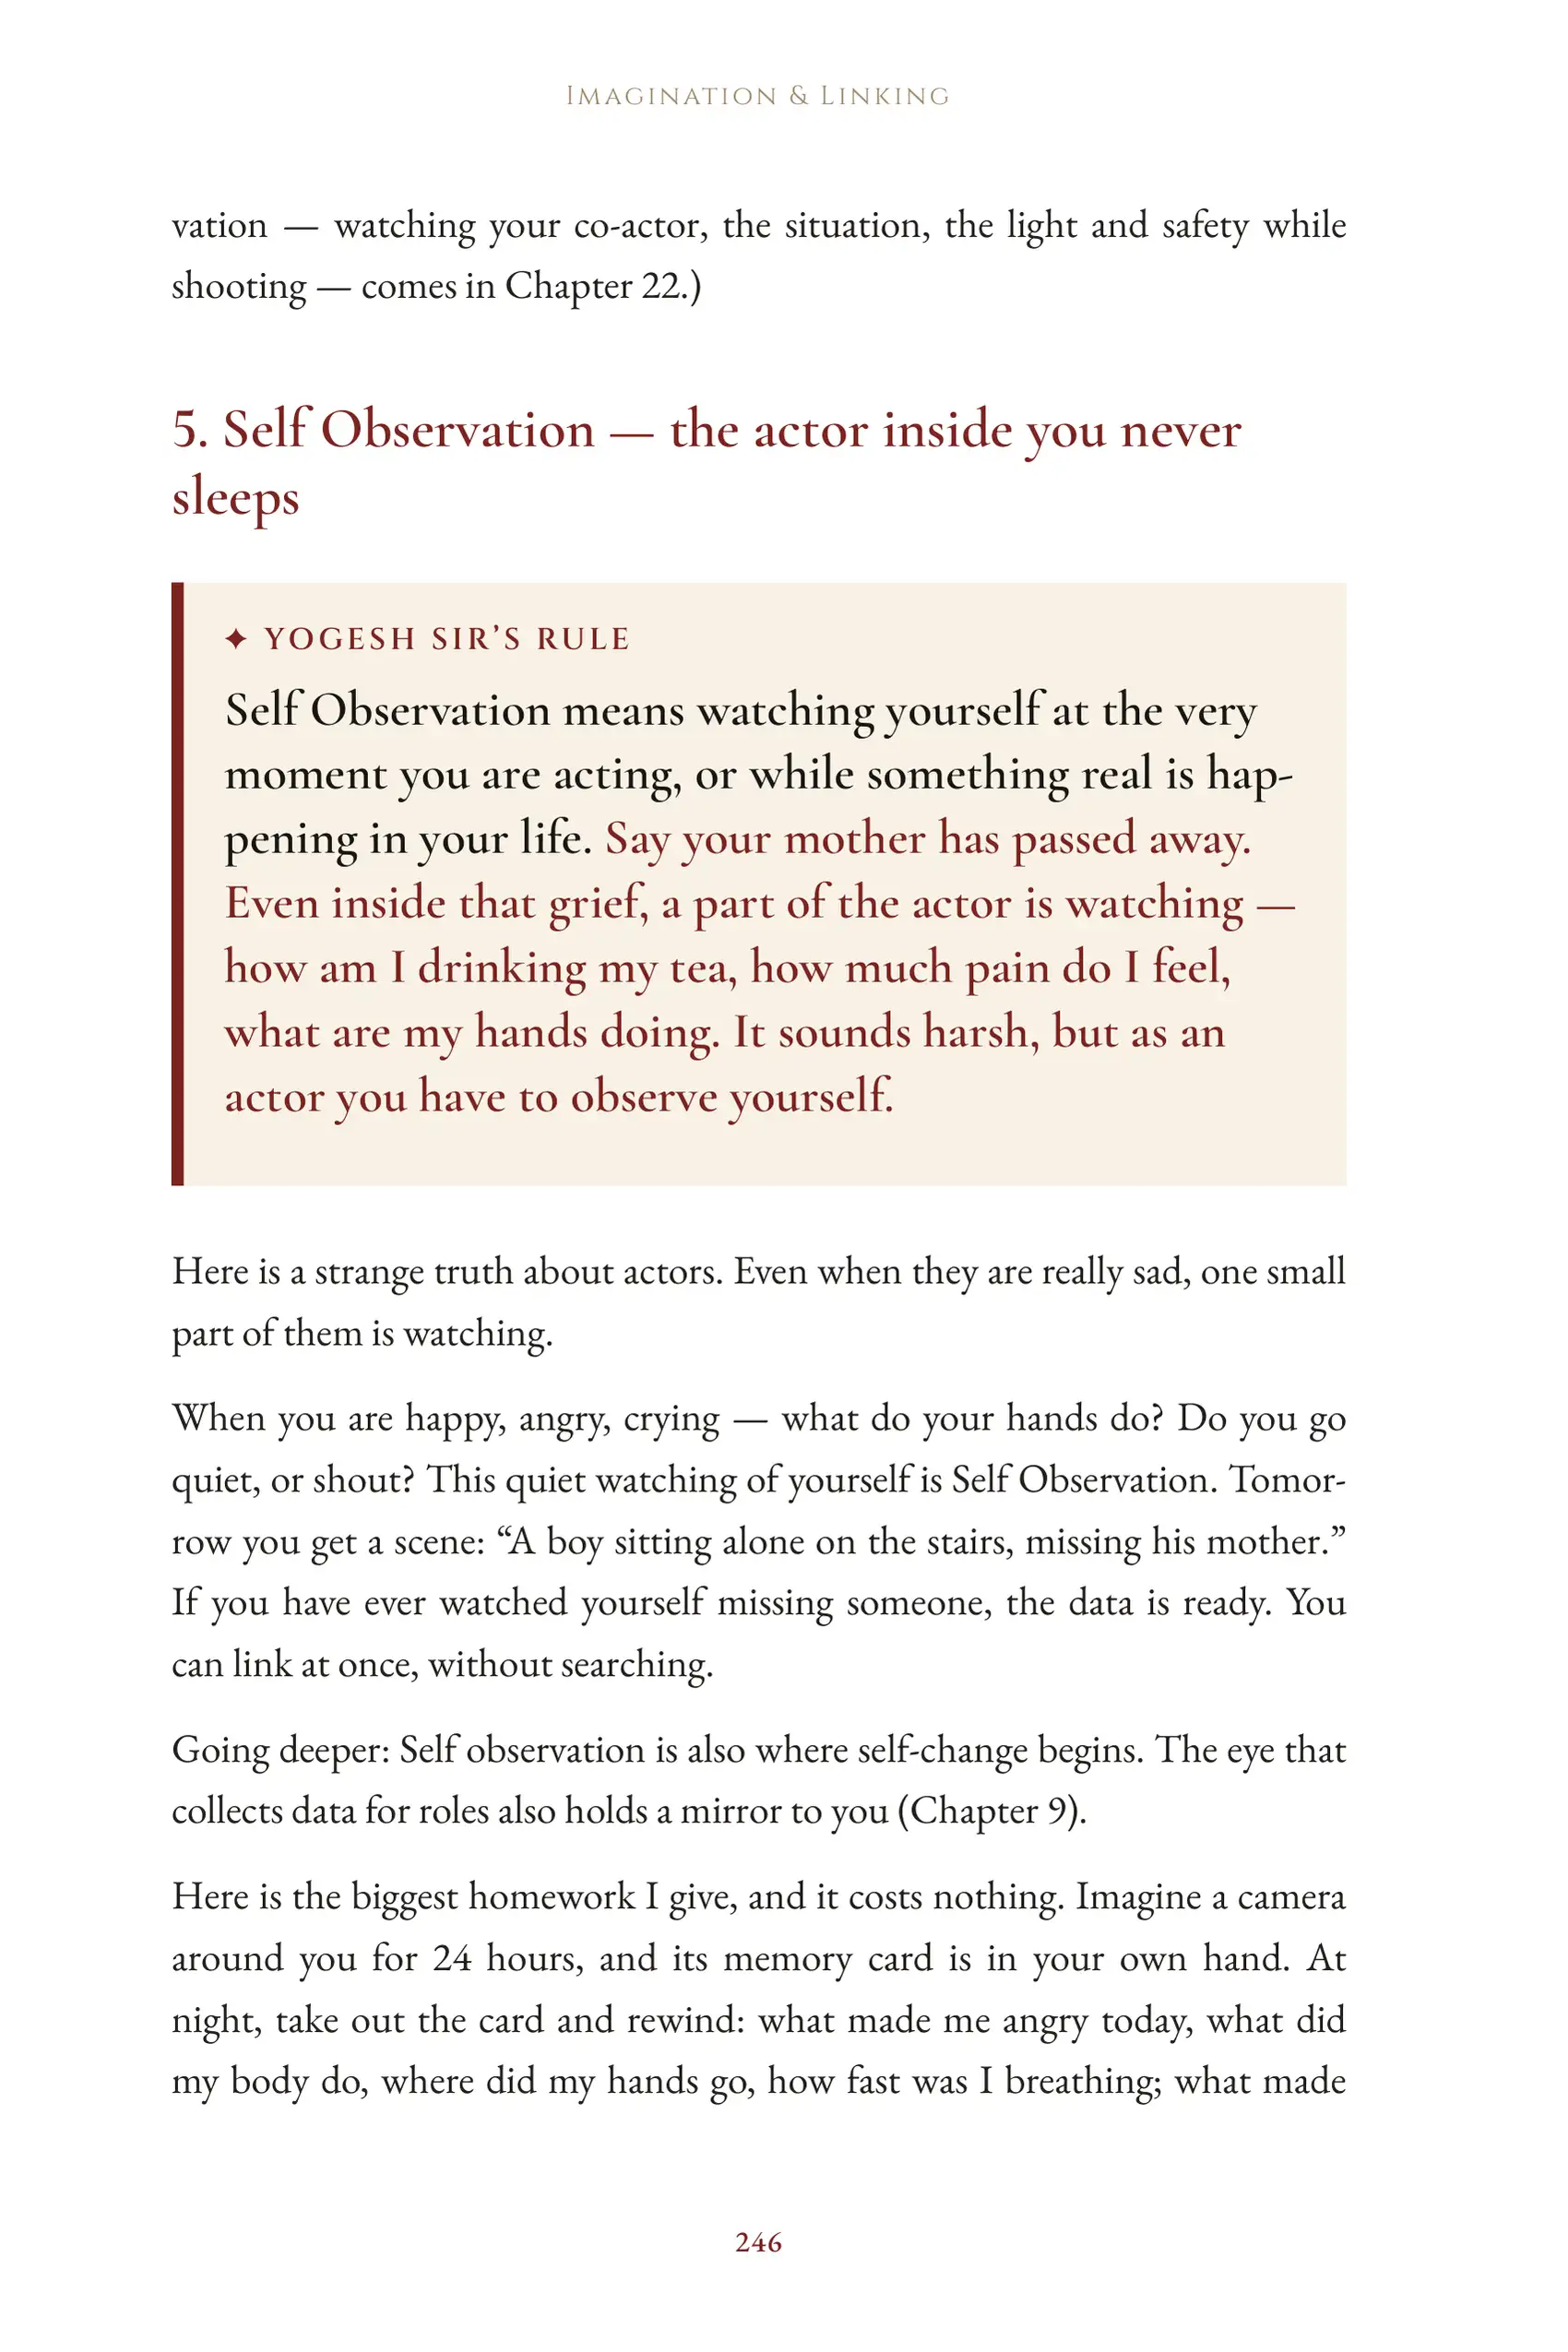 IMAGINATION & LINKING
vation — watching your co-actor, the situation, the light and safety while
shooting — comes in Chapter 22.)
5. Self Observation — the actor inside you never
sleeps
✦ YOGESH SIR’S RULE
Self Observation means watching yourself at the very
moment you are acting, or while something real is hap-
pening in your life. Say your mother has passed away.
Even inside that grief, a part of the actor is watching —
how am I drinking my tea, how much pain do I feel,
what are my hands doing. It sounds harsh, but as an
actor you have to observe yourself.
Here is a strange truth about actors. Even when they are really sad, one small
part of them is watching.
When you are happy, angry, crying — what do your hands do? Do you go
quiet, or shout? This quiet watching of yourself is Self Observation. Tomor-
row you get a scene: “A boy sitting alone on the stairs, missing his mother.”
If you have ever watched yourself missing someone, the data is ready. You
can link at once, without searching.
Going deeper: Self observation is also where self-change begins. The eye that
collects data for roles also holds a mirror to you (Chapter 9).
Here is the biggest homework I give, and it costs nothing. Imagine a camera
around you for 24 hours, and its memory card is in your own hand. At
night, take out the card and rewind: what made me angry today, what did
my body do, where did my hands go, how fast was I breathing; what made
246